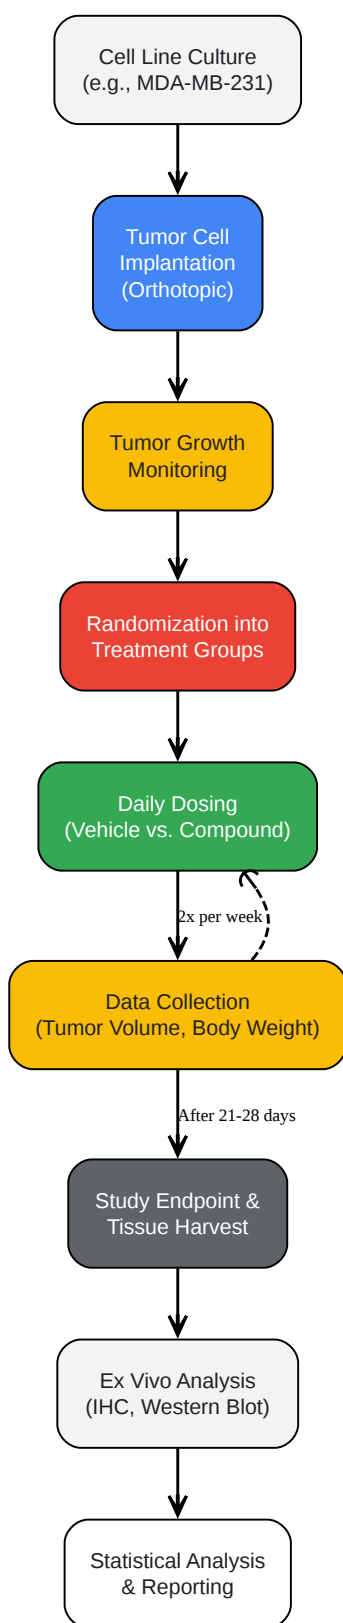 Cell Line Culture
(e.g., MDA-MB-231)
Tumor Cell
Implantation
(Orthotopic)
Tumor Growth
Monitoring
Randomization into
Treatment Groups
Daily Dosing
(Vehicle vs. Compound)
2x per week
Data Collection
(Tumor Volume, Body Weight)
After 21-28 days
Study Endpoint &
Tissue Harvest
Ex Vivo Analysis
(IHC, Western Blot)
Statistical Analysis
& Reporting